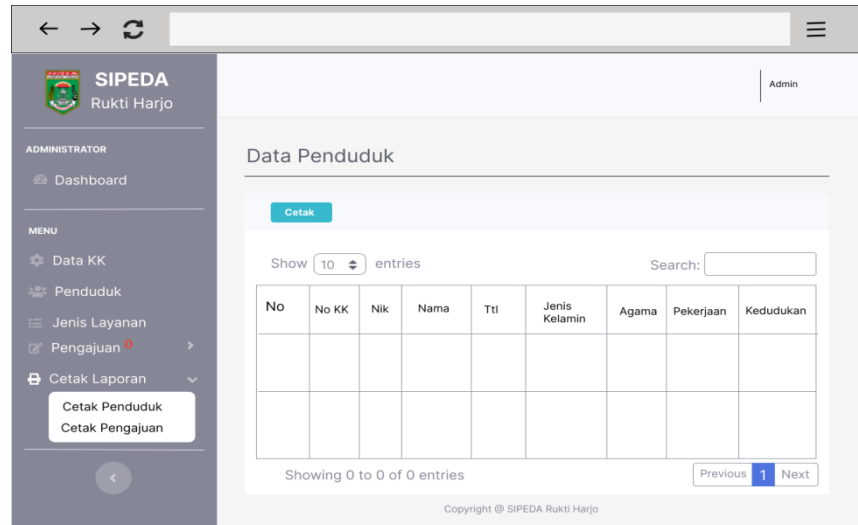 SIPEDA
Rukti Harjo
Admin
ADMINISTRATOR
Dashboard
MENU
Data KK
Penduduk
Jenis Layanan
Pengajuan 0
Cetak Laporan
Cetak Penduduk
Cetak Pengajuan
Data Penduduk
Cetak
Show 10 entries
Search:
No No KK Nik Nama Ttl Jenis Kelamin Agama Pekerjaan Kedudukan
Showing 0 to 0 of 0 entries
Previous 1 Next
Copyright @ SIPEDA Rukti Harjo